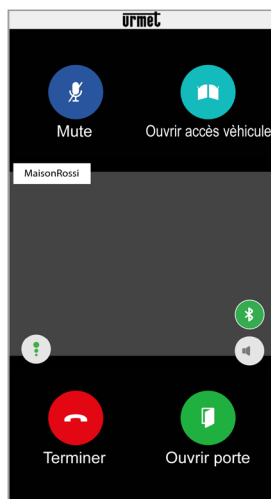 urmet
Mute
Ouvrir accès vèhicule
MaisonRossi
Terminer
Ouvrir porte